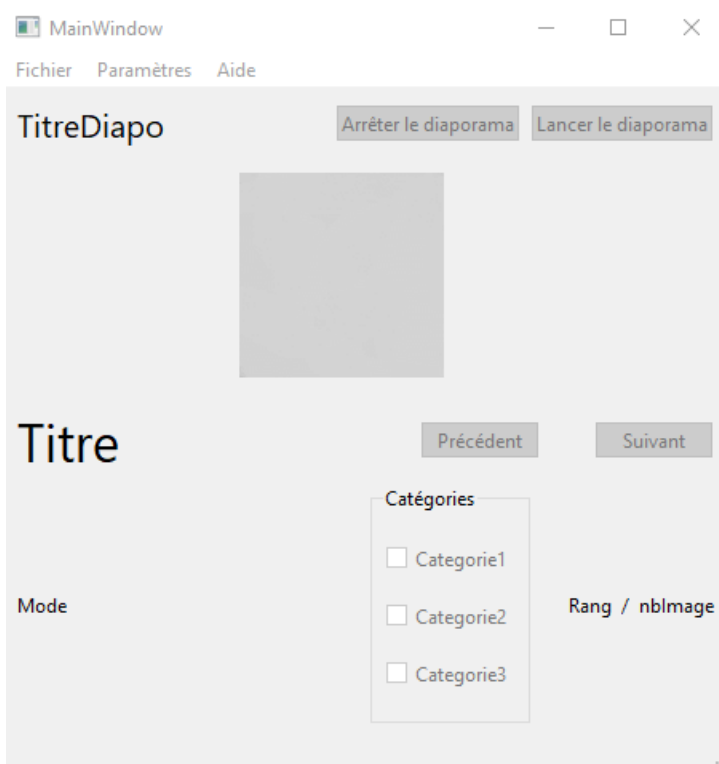 MainWindow
Fichier Paramètres Aide
TitreDiapo
Arrêter le diaporama
Lancer le diaporama
Titre
Précédent
Suivant
Catégories
Categorie1
Categorie2
Categorie3
Mode
Rang / nbImage